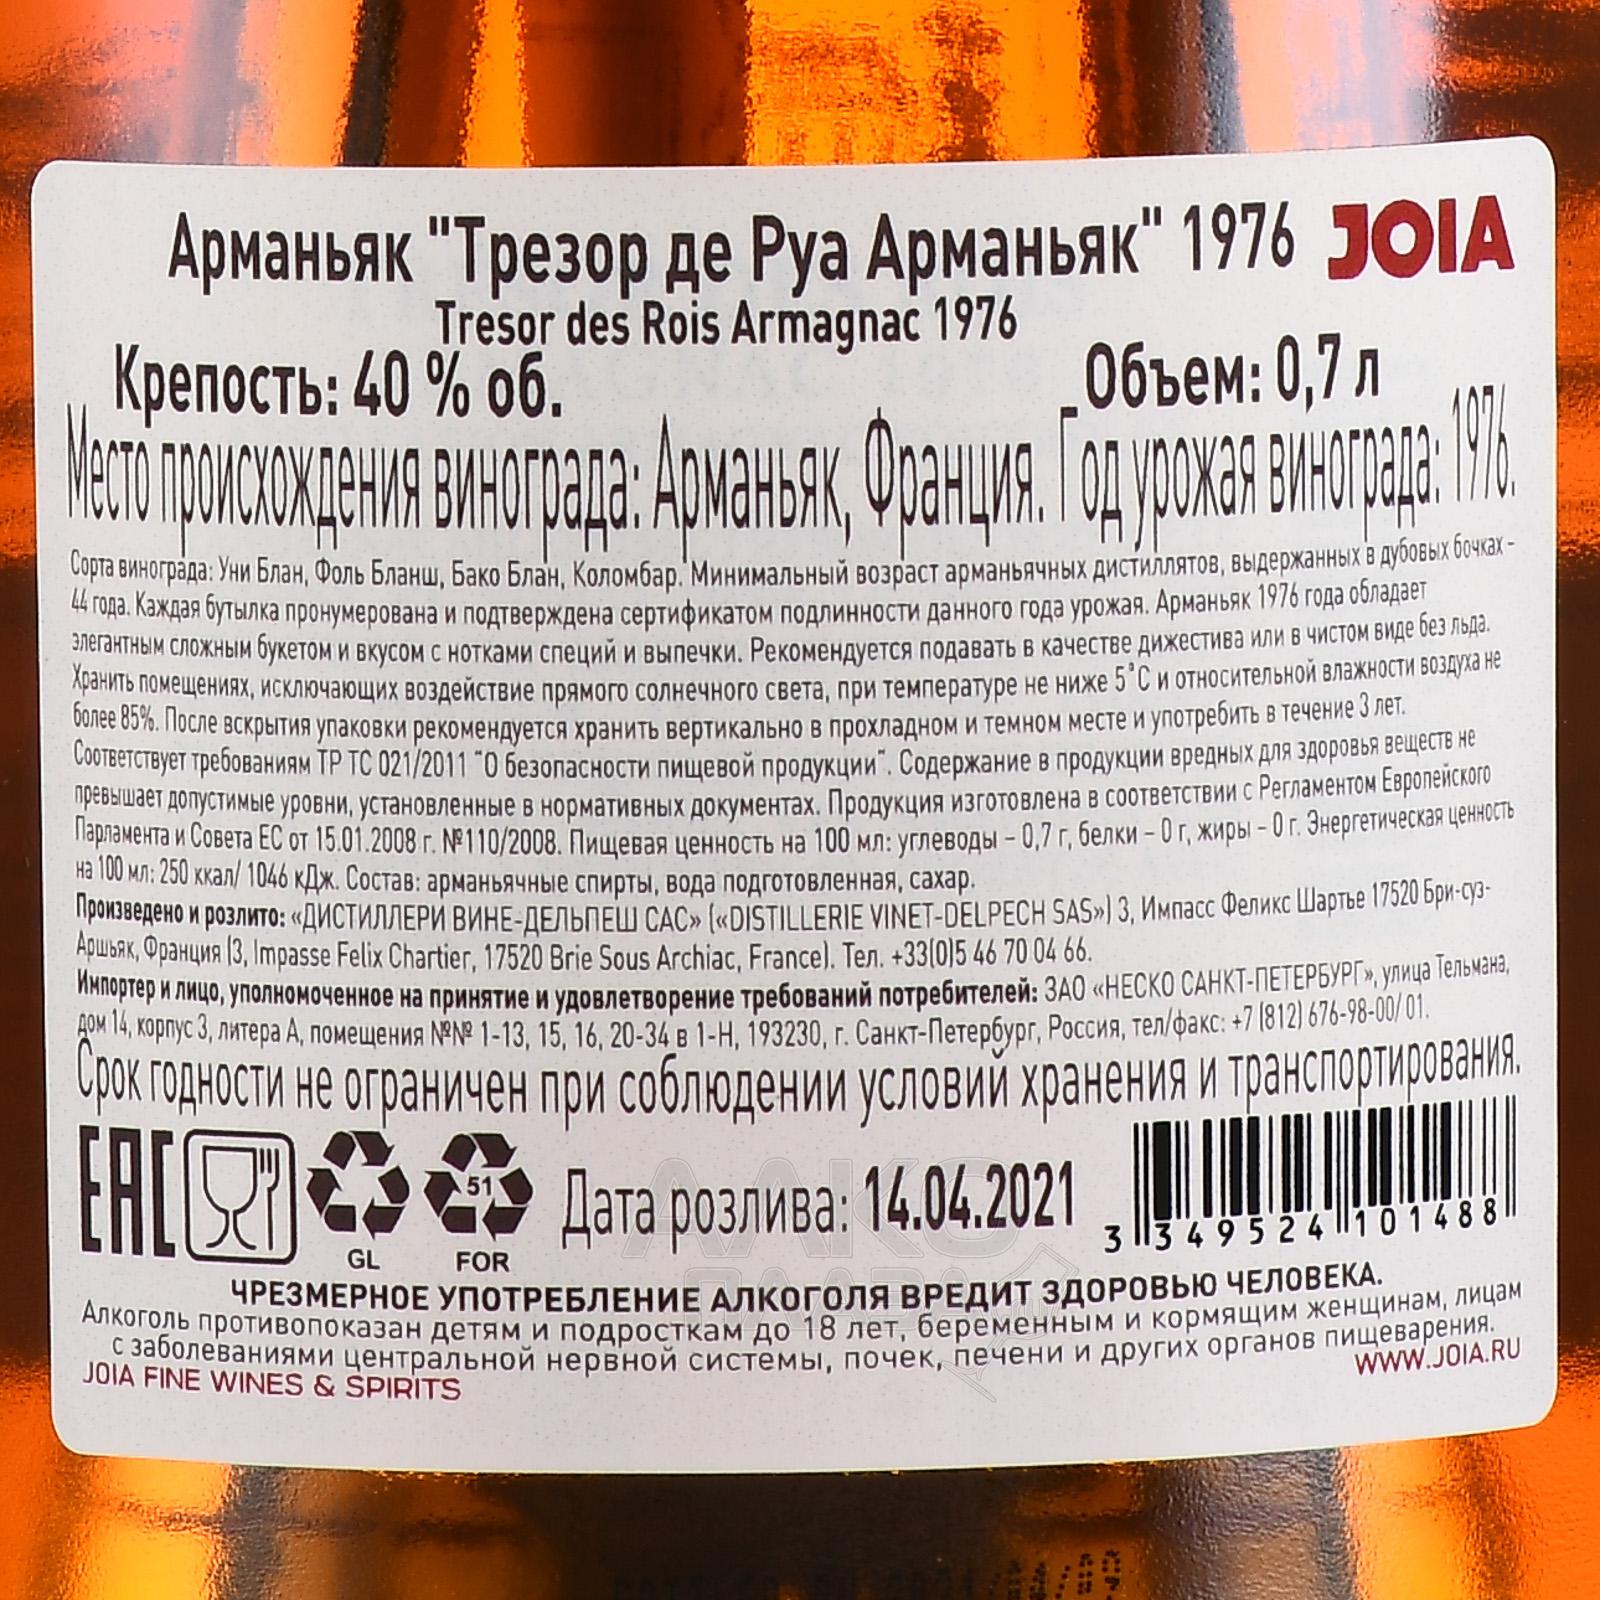 Арманьяк "Трезор де Руа Арманьяк" 1976 JOIA
Tresor des Rois Armagnac 1976
Крепость: 40 % об. Объем: 0,7 л
Место происхождения винограда: Арманьяк, Франция. Год урожая винограда: 1976.
Сорта винограда: Уни Блан, Фоль Бланш, Бако Блан, Коломбар. Минимальный возраст арманьячных дистиллятов, выдержанных в дубовых бочках –
44 года. Каждая бутылка пронумерована и подтверждена сертификатом подлинности данного года урожая. Арманьяк 1976 года обладает
элегантным сложным букетом и вкусом с нотками специй и выпечки. Рекомендуется подавать в качестве дижестива или в чистом виде без льда.
Хранить помещениях, исключающих воздействие прямого солнечного света, при температуре не ниже 5˚С и относительной влажности воздуха не
более 85%. После вскрытия упаковки рекомендуется хранить вертикально в прохладном и темном месте и употребить в течение 3 лет.
Соответствует требованиям ТР ТС 021/2011 "О безопасности пищевой продукции". Содержание в продукции вредных для здоровья веществ не
превышает допустимые уровни, установленные в нормативных документах. Продукция изготовлена в соответствии с Регламентом Европейского
Парламента и Совета ЕС от 15.01.2008 г. №110/2008. Пищевая ценность на 100 мл: углеводы – 0,7 г, белки – 0 г, жиры – 0 г. Энергетическая ценность
на 100 мл: 250 ккал/ 1046 кДж. Состав: арманьячные спирты, вода подготовленная, сахар.
Произведено и розлито: «ДИСТИЛЛЕРИ ВИНЕ-ДЕЛЬПЕШ САС» («DISTILLERIE VINET-DELPECH SAS») 3, Импасс Феликс Шартье 17520 Бри-суз-
Аршьяк, Франция (3, Impasse Felix Chartier, 17520 Brie Sous Archiac, France). Тел. +33(0)5 46 70 04 66.
Импортер и лицо, уполномоченное на принятие и удовлетворение требований потребителей: ЗАО «НЕСКО САНКТ-ПЕТЕРБУРГ», улица Тельмана,
дом 14, корпус 3, литера А, помещения №№ 1-13, 15, 16, 20-34 в 1-Н, 193230, г. Санкт-Петербург, Россия, тел/факс: +7 (812) 676-98-00/ 01.
Срок годности не ограничен при соблюдении условий хранения и транспортирования.
EAC 51 GL FOR Дата розлива: 14.04.2021 3 349524 101488
ЧРЕЗМЕРНОЕ УПОТРЕБЛЕНИЕ АЛКОГОЛЯ ВРЕДИТ ЗДОРОВЬЮ ЧЕЛОВЕКА.
Алкоголь противопоказан детям и подросткам до 18 лет, беременным и кормящим женщинам, лицам
с заболеваниями центральной нервной системы, почек, печени и других органов пищеварения.
JOIA FINE WINES & SPIRITS WWW.JOIA.RU